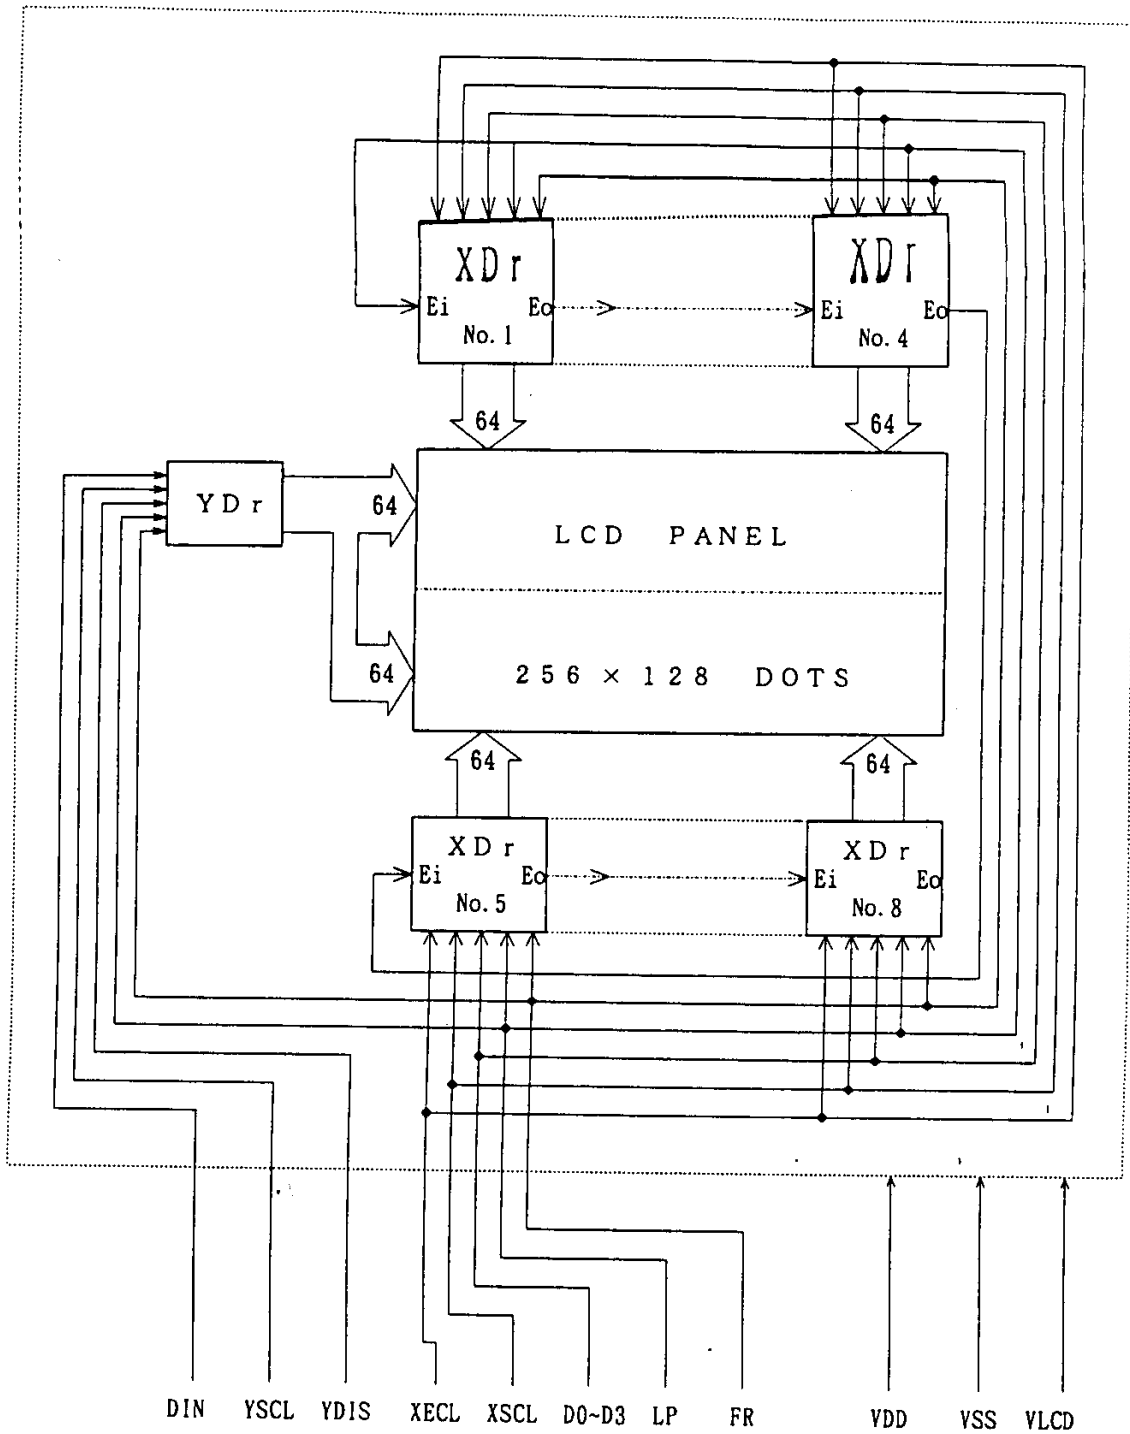 XDr
Ei Eo
No.1
XDr
Ei Eo
No.4
64
64
YDr
64
LCD PANEL
64
256 × 128 DOTS
64
64
XDr
Ei Eo
No.5
XDr
Ei Eo
No.8
DIN YSCL YDIS XECL XSCL D0~D3 LP FR VDD VSS VLCD